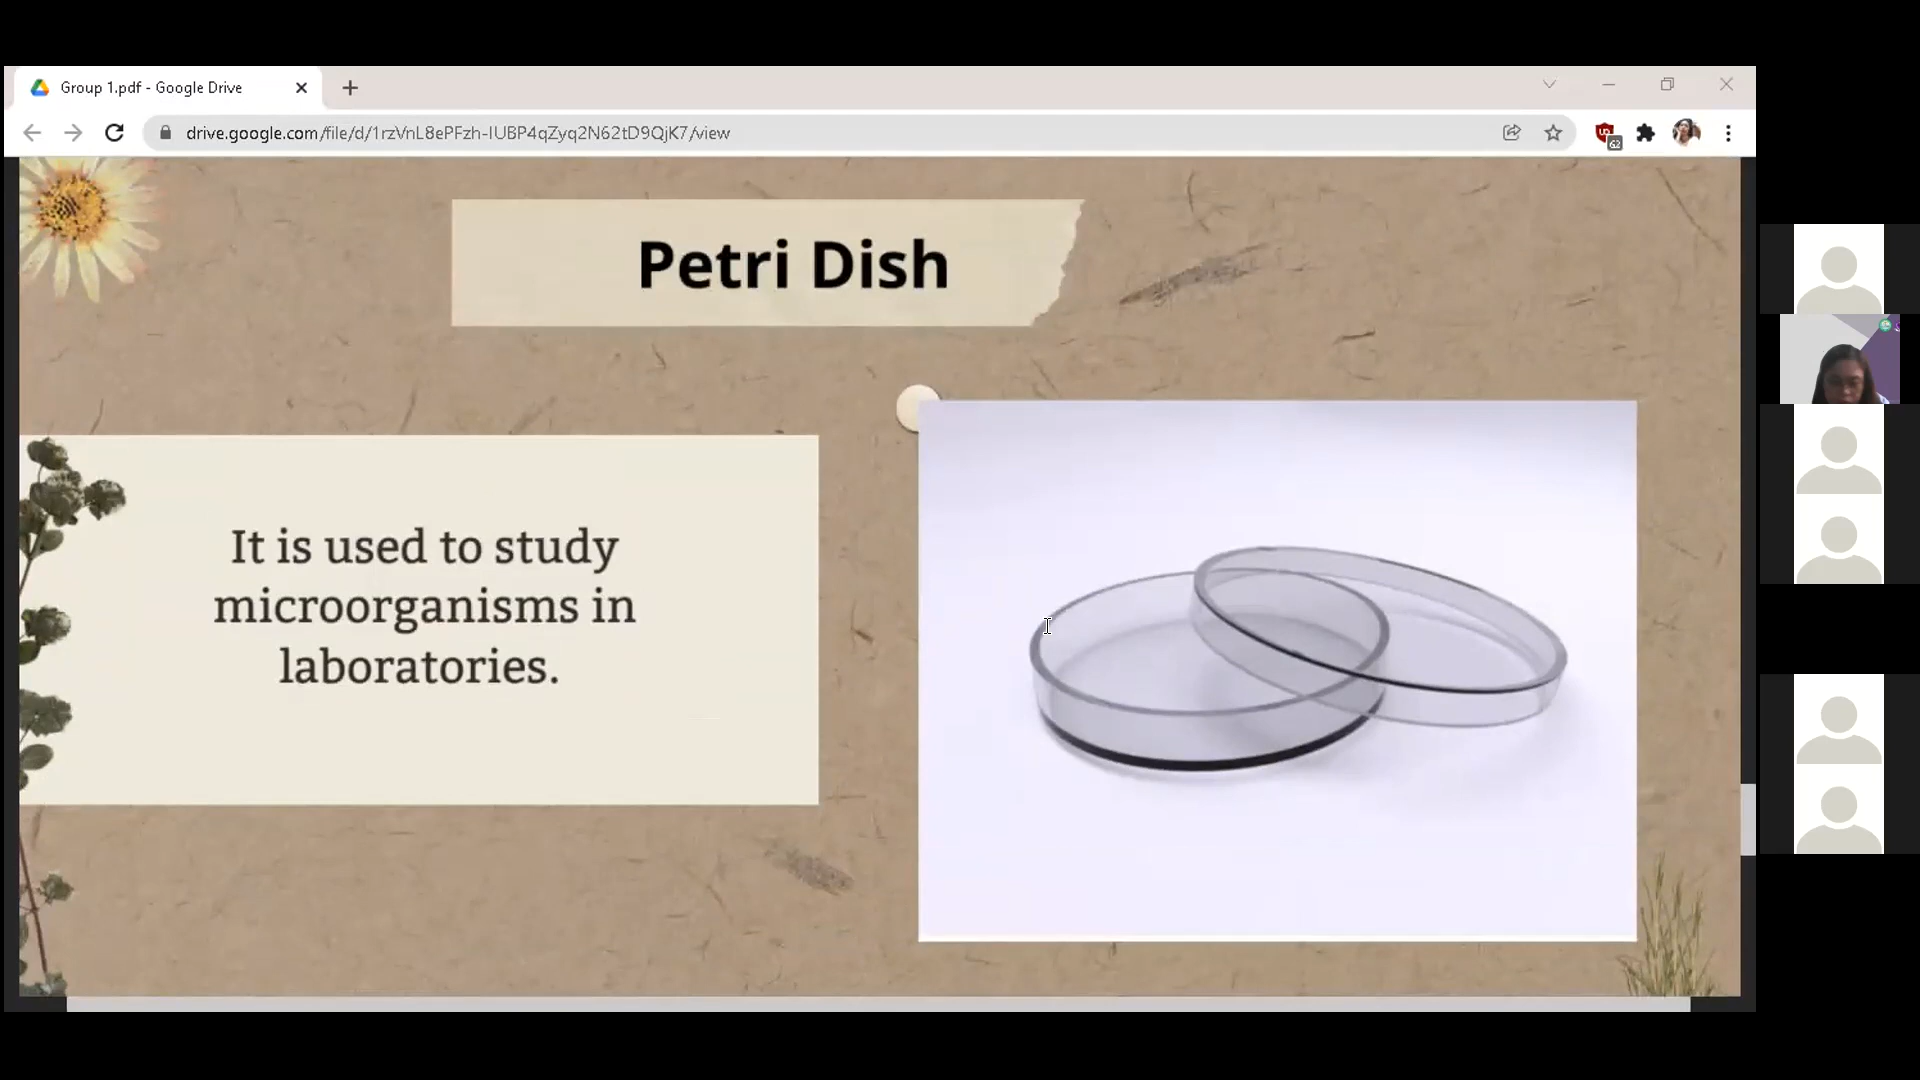 Group 1.pdf - Google Drive
drive.google.com/file/d/1rzVnL8ePFzh-IUBP4qZyq2N62tD9QjK7/view
62
Petri Dish
It is used to study
microorganisms in
laboratories.